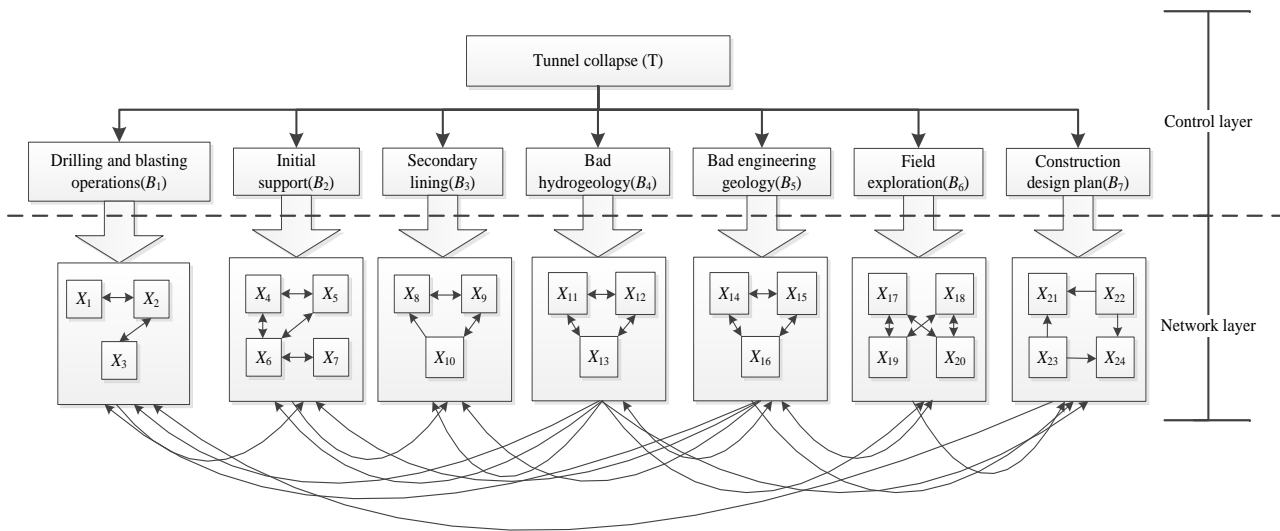 Tunnel collapse (T)
Control layer
Drilling and blasting
operations(B₁)
Initial
support(B₂)
Secondary
lining(B₃)
Bad
hydrogeology(B₄)
Bad engineering
geology(B₅)
Field
exploration(B₆)
Construction
design plan(B₇)
X₁ X₂
X₃
X₄ X₅
X₆ X₇
X₈ X₉
X₁₀
X₁₁ X₁₂
X₁₃
X₁₄ X₁₅
X₁₆
X₁₇ X₁₈
X₁₉ X₂₀
X₂₁ X₂₂
X₂₃ X₂₄
Network layer